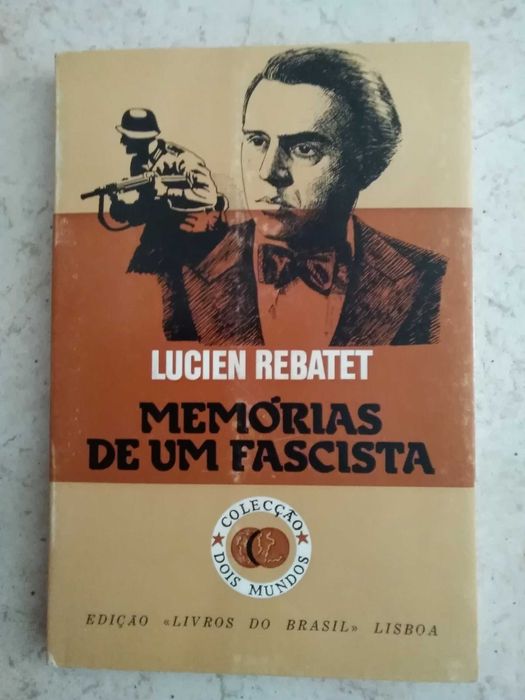 LUCIEN REBATET
MEMÓRIAS
DE UM FASCISTA
COLECÇÃO
DOIS MUNDOS
EDIÇÃO «LIVROS DO BRASIL» LISBOA